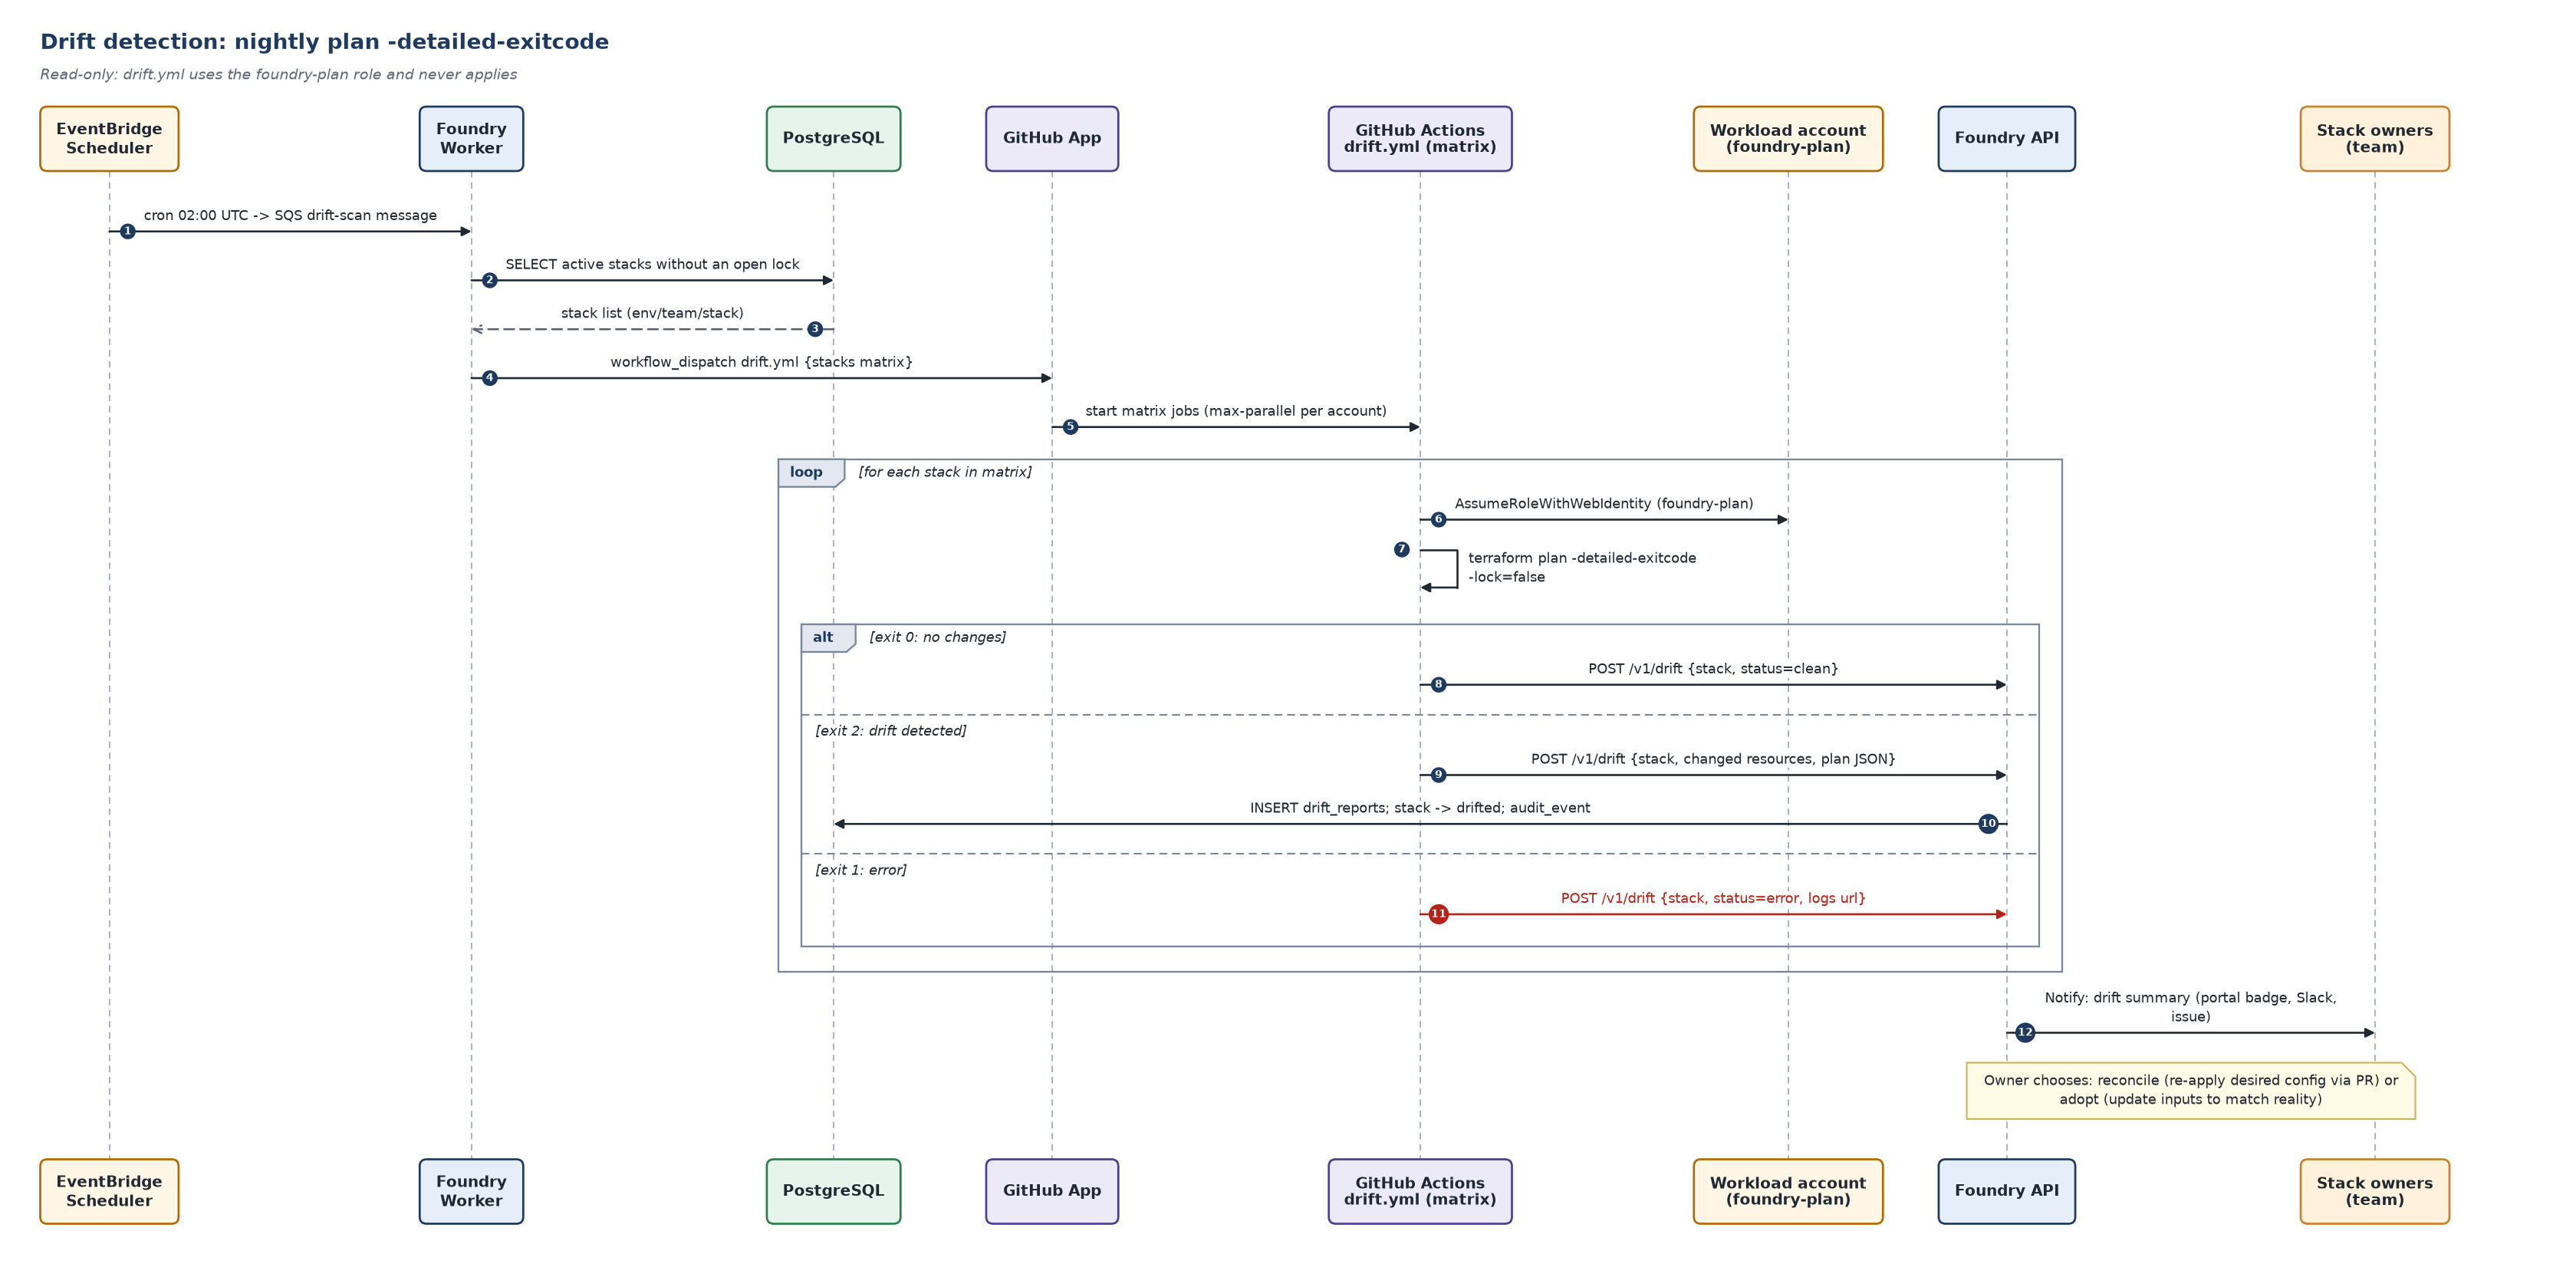 Drift detection: nightly plan -detailed-exitcode
Read-only: drift.yml uses the foundry-plan role and never applies
EventBridge
Scheduler
Foundry
Worker
PostgreSQL
GitHub App
GitHub Actions
drift.yml (matrix)
Workload account
(foundry-plan)
Foundry API
Stack owners
(team)
cron 02:00 UTC -> SQS drift-scan message
1
SELECT active stacks without an open lock
2
stack list (env/team/stack)
3
workflow_dispatch drift.yml {stacks matrix}
4
start matrix jobs (max-parallel per account)
5
loop
[for each stack in matrix]
AssumeRoleWithWebIdentity (foundry-plan)
6
7
terraform plan -detailed-exitcode
-lock=false
alt
[exit 0: no changes]
POST /v1/drift {stack, status=clean}
8
[exit 2: drift detected]
POST /v1/drift {stack, changed resources, plan JSON}
9
INSERT drift_reports; stack -> drifted; audit_event
10
[exit 1: error]
POST /v1/drift {stack, status=error, logs url}
11
Notify: drift summary (portal badge, Slack,
issue)
12
Owner chooses: reconcile (re-apply desired config via PR) or
adopt (update inputs to match reality)
EventBridge
Scheduler
Foundry
Worker
PostgreSQL
GitHub App
GitHub Actions
drift.yml (matrix)
Workload account
(foundry-plan)
Foundry API
Stack owners
(team)